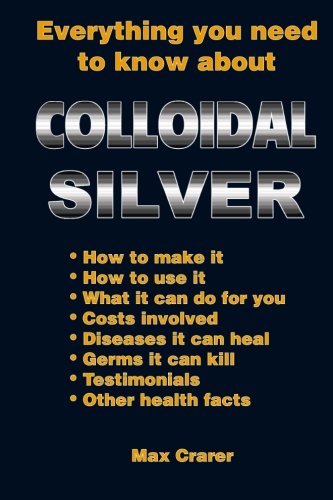 Everything you need
to know about
COLLOIDAL
SILVER
• How to make it
• How to use it
• What it can do for you
• Costs involved
• Diseases it can heal
• Germs it can kill
• Testimonials
• Other health facts
Max Crarer